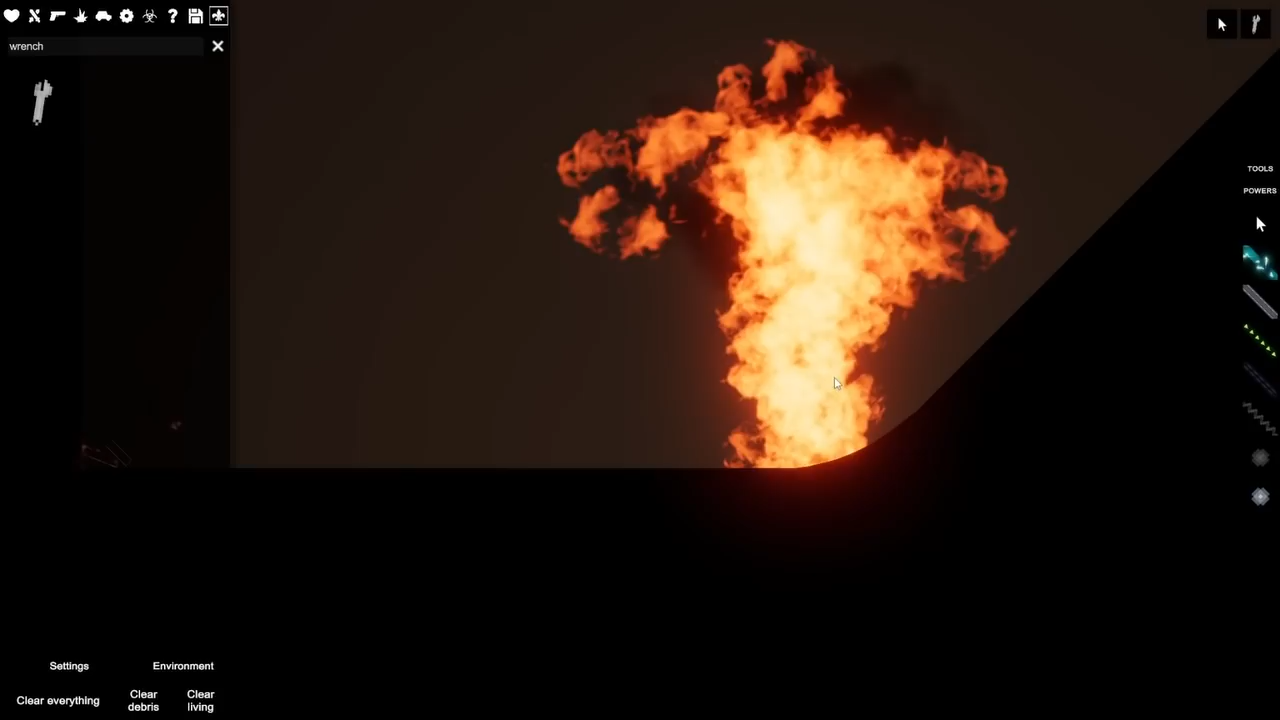 wrench
TOOLS
POWERS
Settings
Environment
Clear everything
Clear
debris
Clear
living